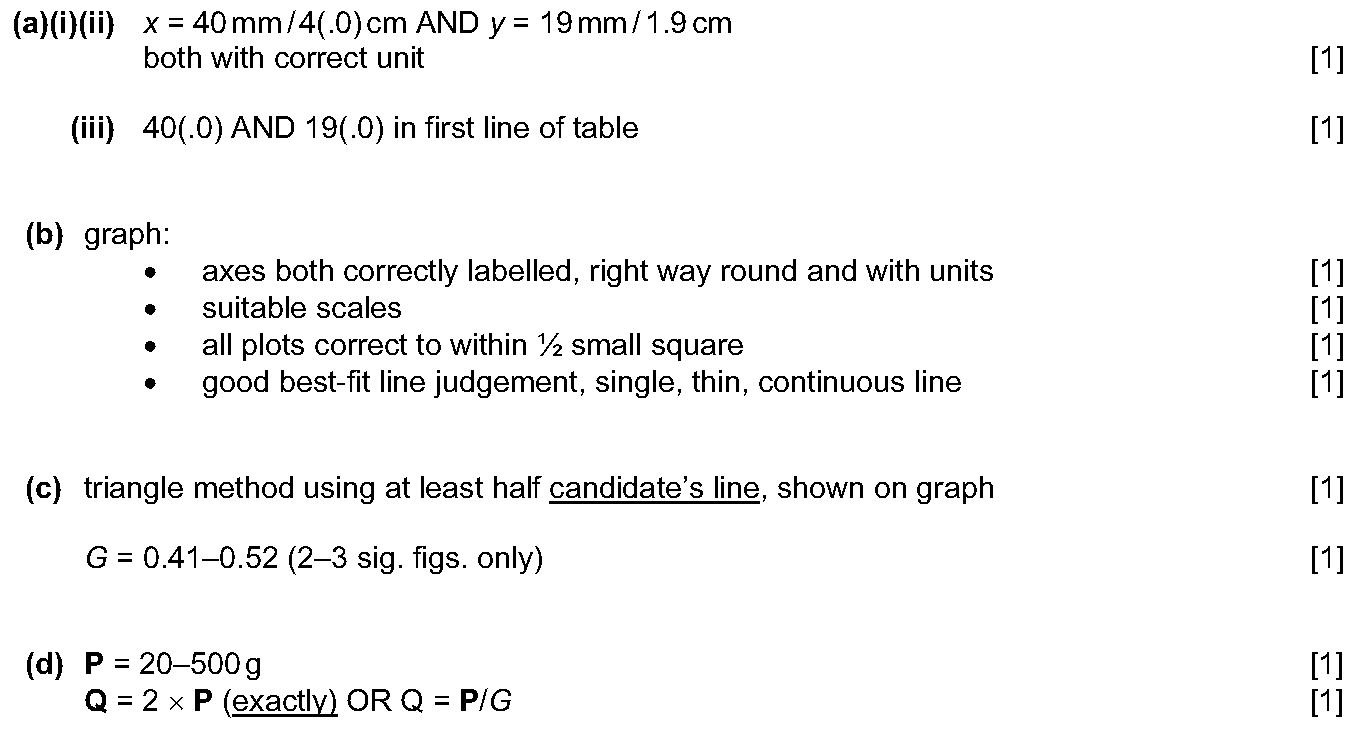 (a)(i)(ii) x = 40 mm / 4(.0) cm AND y = 19 mm / 1.9 cm
both with correct unit [1]
(iii) 40(.0) AND 19(.0) in first line of table [1]
(b) graph:
• axes both correctly labelled, right way round and with units [1]
• suitable scales [1]
• all plots correct to within ½ small square [1]
• good best-fit line judgement, single, thin, continuous line [1]
(c) triangle method using at least half candidate's line, shown on graph [1]
G = 0.41–0.52 (2–3 sig. figs. only) [1]
(d) P = 20–500 g [1]
Q = 2 × P (exactly) OR Q = P/G [1]